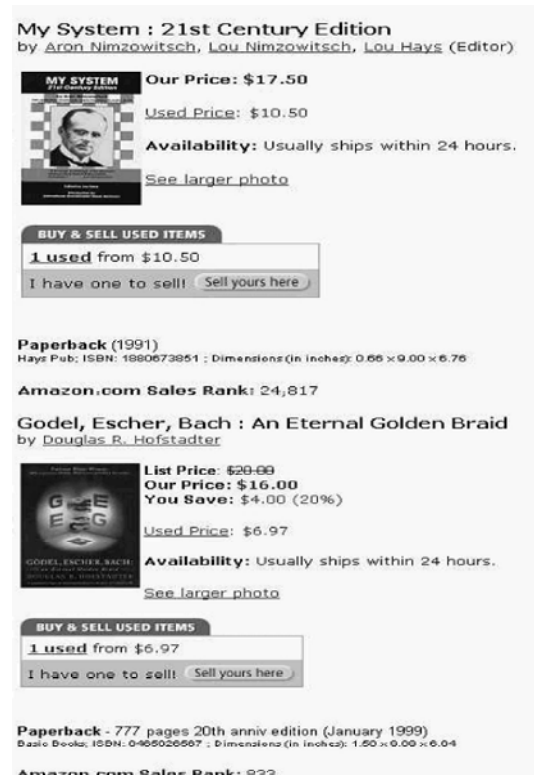 My System : 21st Century Edition
by Aron Nimzowitsch, Lou Nimzowitsch, Lou Hays (Editor)
MY SYSTEM
21st Century Edition
Our Price: $17.50
Used Price: $10.50
Availability: Usually ships within 24 hours.
See larger photo
BUY & SELL USED ITEMS
1 used from $10.50
I have one to sell! Sell yours here
Paperback (1991)
Hays Pub; ISBN: 1880673851 ; Dimensions (in inches): 0.66 x 9.00 x 6.76
Amazon.com Sales Rank: 24,817
Godel, Escher, Bach : An Eternal Golden Braid
by Douglas R. Hofstadter
GODEL, ESCHER, BACH:
an Eternal Golden Braid
DOUGLAS R. HOFSTADTER
List Price: $20.00
Our Price: $16.00
You Save: $4.00 (20%)
Used Price: $6.97
Availability: Usually ships within 24 hours.
See larger photo
BUY & SELL USED ITEMS
1 used from $6.97
I have one to sell! Sell yours here
Paperback - 777 pages 20th anniv edition (January 1999)
Basic Books; ISBN: 0465026567 ; Dimensions (in inches): 1.50 x 9.00 x 6.04
Amazon.com Sales Rank: 833